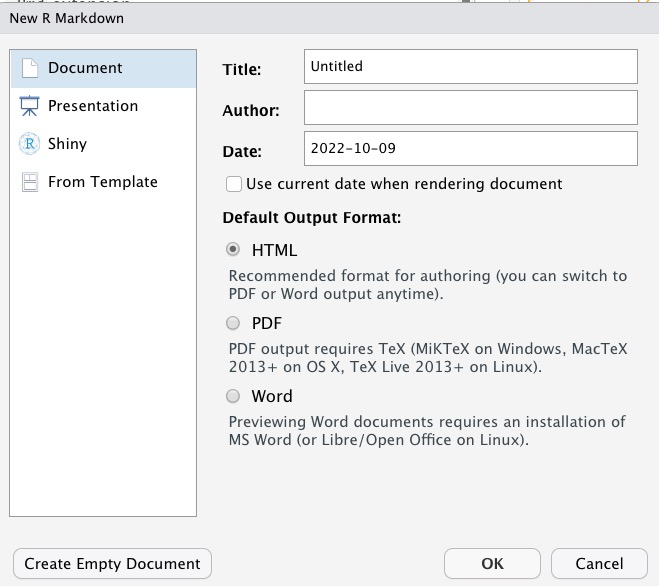 New R Markdown
Document
Presentation
Shiny
From Template
Title: Untitled
Author:
Date: 2022-10-09
Use current date when rendering document
Default Output Format:
HTML
Recommended format for authoring (you can switch to
PDF or Word output anytime).
PDF
PDF output requires TeX (MiKTeX on Windows, MacTeX
2013+ on OS X, TeX Live 2013+ on Linux).
Word
Previewing Word documents requires an installation of
MS Word (or Libre/Open Office on Linux).
Create Empty Document
OK
Cancel